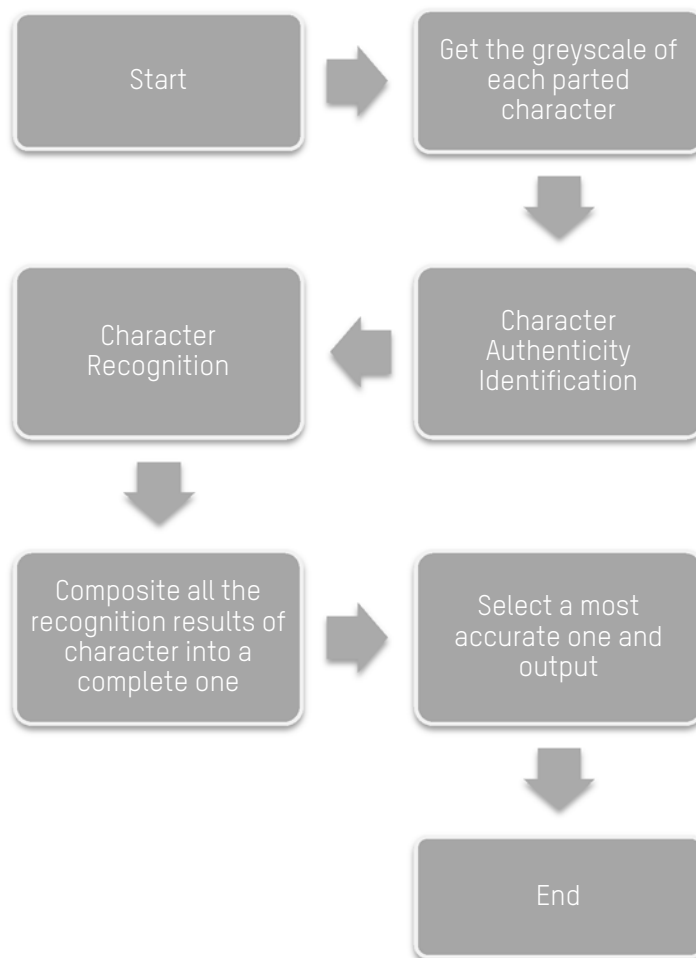 Start
Get the greyscale of
each parted
character
Character
Authenticity
Identification
Character
Recognition
Composite all the
recognition results of
character into a
complete one
Select a most
accurate one and
output
End